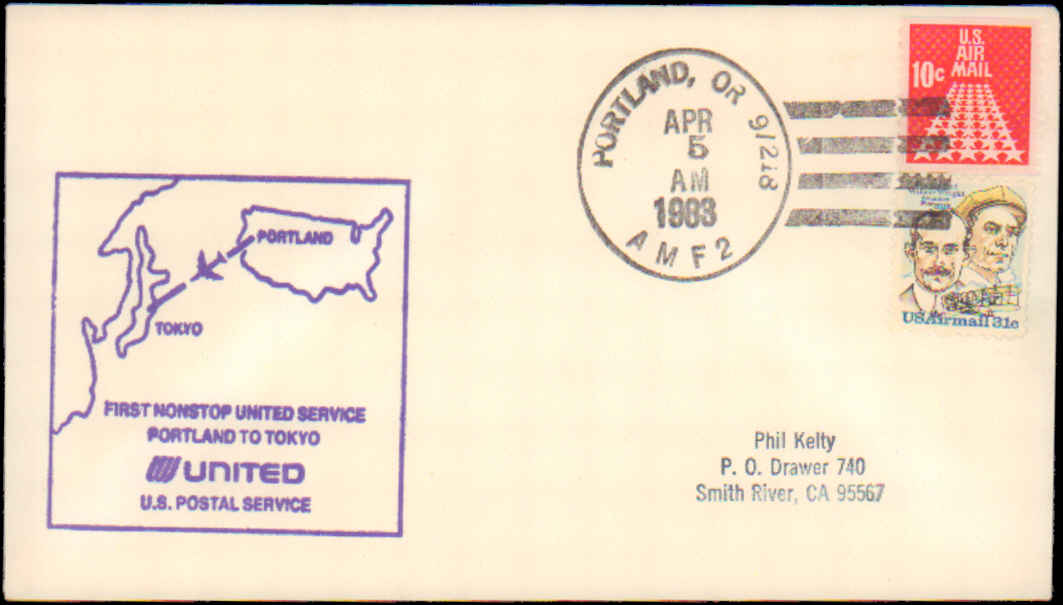 U.S.
AIR
MAIL
10c
PORTLAND, OR 97218
APR
5
AM
1983
AMF 2
USAirmail 31c
PORTLAND
TOKYO
FIRST NONSTOP UNITED SERVICE
PORTLAND TO TOKYO
UNITED
U.S. POSTAL SERVICE
Phil Kelty
P. O. Drawer 740
Smith River, CA 95567